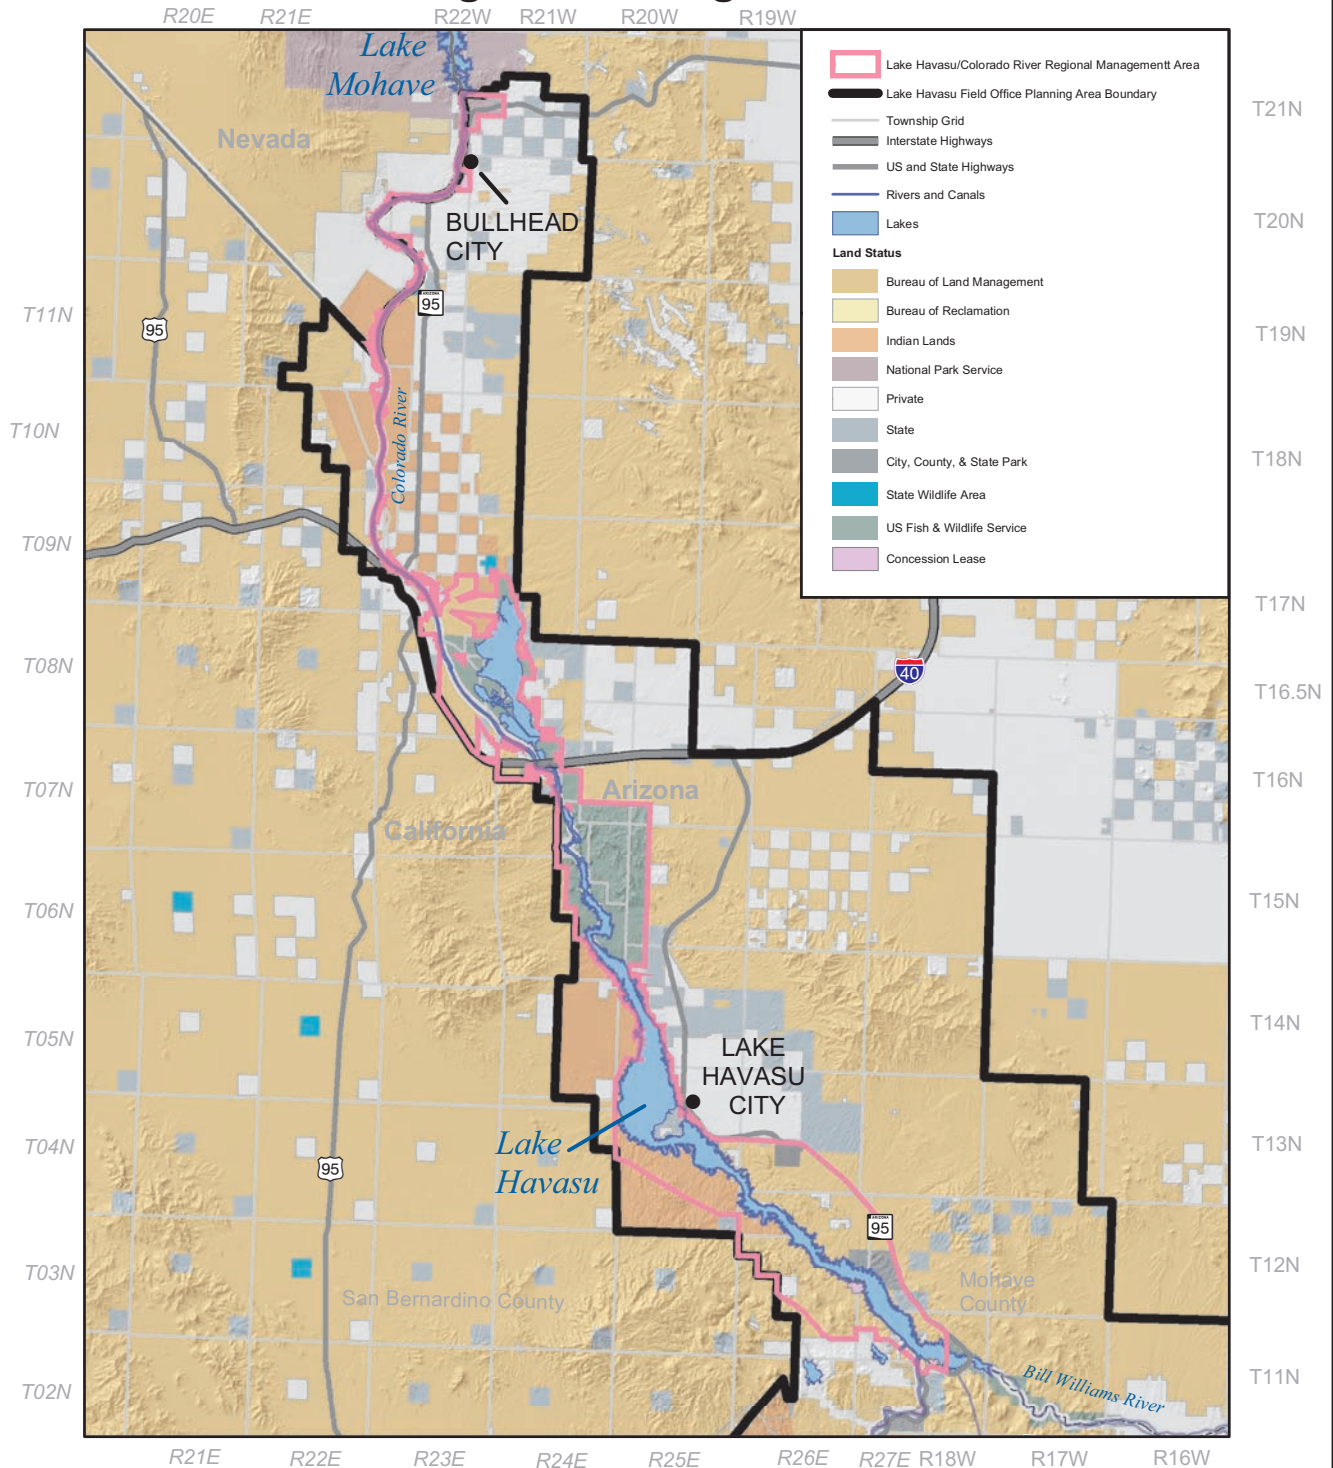 R20E R21E R22W R21W R20W R19W
Lake
Mohave
Nevada
BULLHEAD
CITY
95
95
Colorado River
Lake Havasu/Colorado River Regional Managementt Area
Lake Havasu Field Office Planning Area Boundary
Township Grid
Interstate Highways
US and State Highways
Rivers and Canals
Lakes
Land Status
Bureau of Land Management
Bureau of Reclamation
Indian Lands
National Park Service
Private
State
City, County, & State Park
State Wildlife Area
US Fish & Wildlife Service
Concession Lease
T21N
T20N
T19N
T18N
T17N
T16.5N
T16N
T15N
T14N
T13N
T12N
T11N
T11N
T10N
T09N
T08N
T07N
T06N
T05N
T04N
T03N
T02N
40
Arizona
California
LAKE
HAVASU
CITY
Lake
Havasu
95
ARIZONA
95
Mohave
County
San Bernardino County
Bill Williams River
R21E R22E R23E R24E R25E R26E R27E R18W R17W R16W